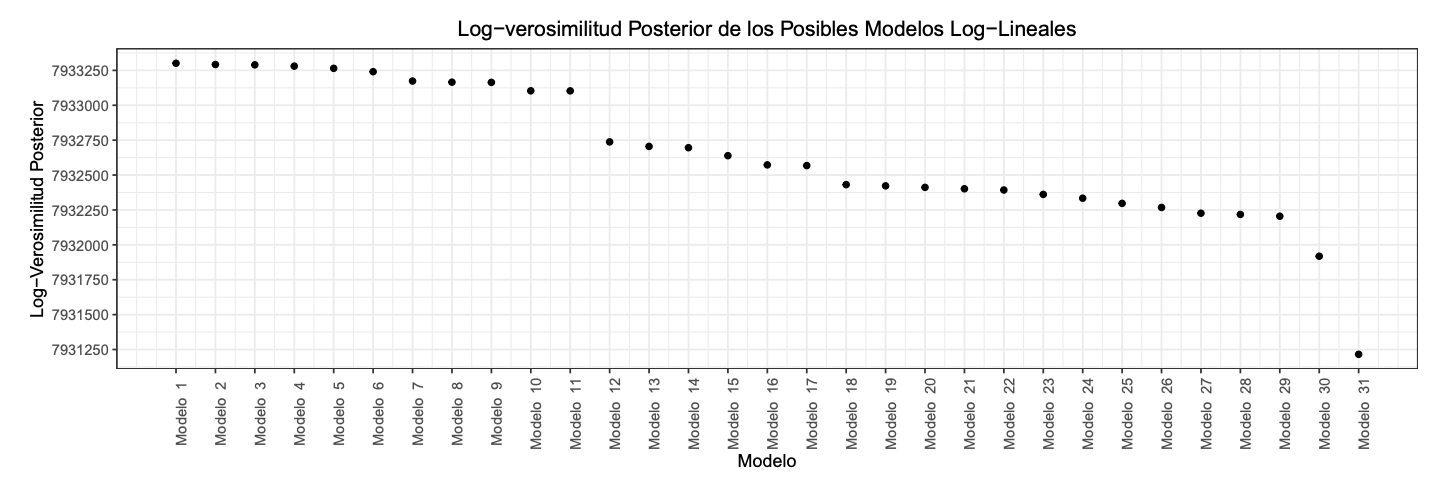 Log−verosimilitud Posterior de los Posibles Modelos Log−Lineales
Log−Verosimilitud Posterior
7933250
7933000
7932750
7932500
7932250
7932000
7931750
7931500
7931250
Modelo 1
Modelo 2
Modelo 3
Modelo 4
Modelo 5
Modelo 6
Modelo 7
Modelo 8
Modelo 9
Modelo 10
Modelo 11
Modelo 12
Modelo 13
Modelo 14
Modelo 15
Modelo 16
Modelo 17
Modelo 18
Modelo 19
Modelo 20
Modelo 21
Modelo 22
Modelo 23
Modelo 24
Modelo 25
Modelo 26
Modelo 27
Modelo 28
Modelo 29
Modelo 30
Modelo 31
Modelo